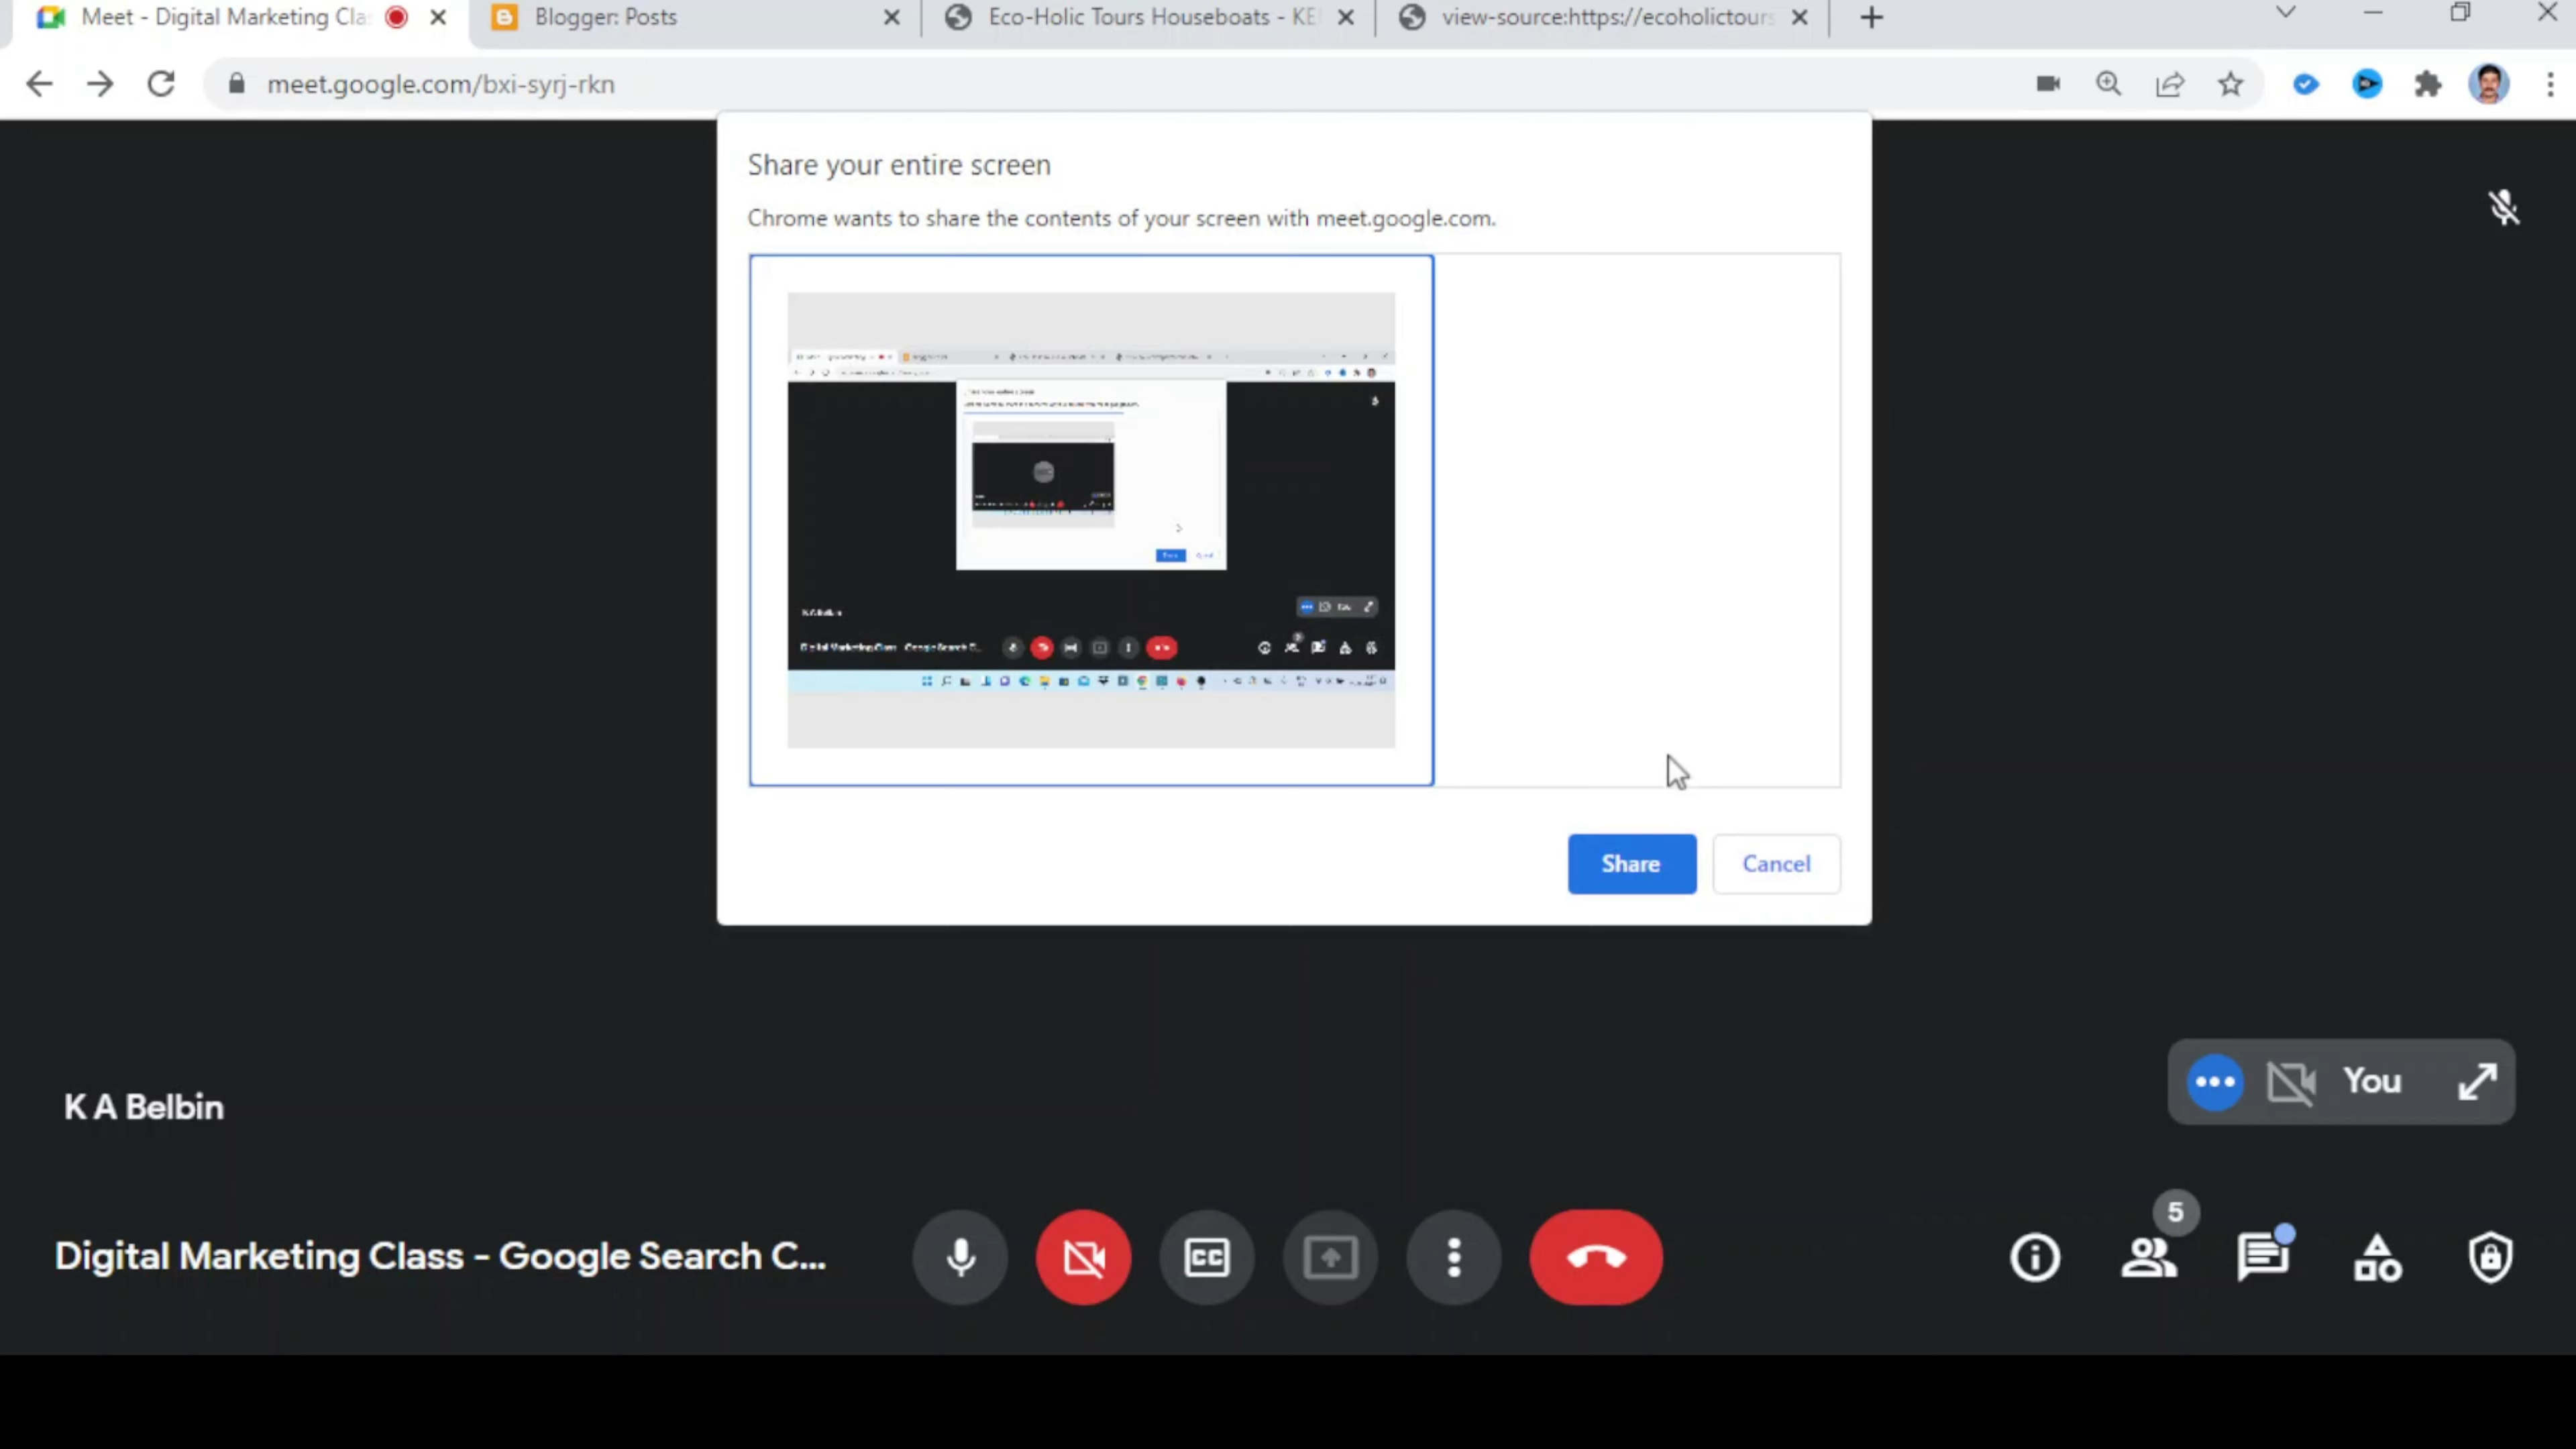 Meet - Digital Marketing Cla
Blogger: Posts
Eco-Holic Tours Houseboats - KE
view-source:https://ecoholictours
meet.google.com/bxi-syrj-rkn
Share your entire screen
Chrome wants to share the contents of your screen with meet.google.com.
Share
Cancel
K A Belbin
You
Digital Marketing Class - Google Search C...
CC
5